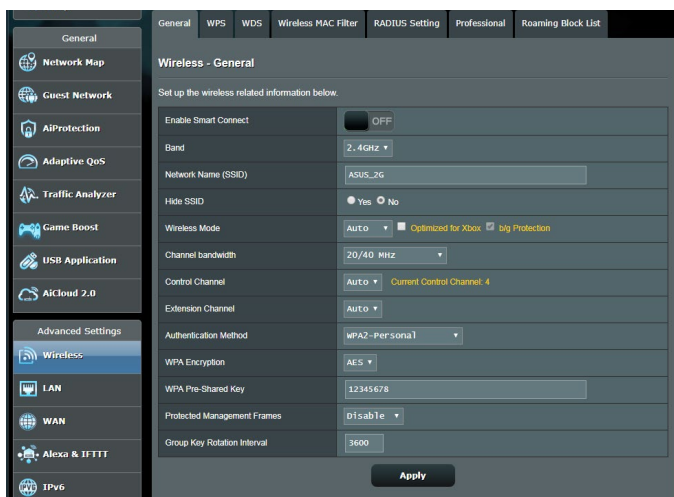 General
Network Map
Guest Network
AiProtection
Adaptive QoS
Traffic Analyzer
Game Boost
USB Application
AiCloud 2.0
Advanced Settings
Wireless
LAN
WAN
Alexa & IFTTT
IPv6
General WPS WDS Wireless MAC Filter RADIUS Setting Professional Roaming Block List
Wireless - General
Set up the wireless related information below.
Enable Smart Connect OFF
Band 2.4GHz
Network Name (SSID) ASUS_2G
Hide SSID Yes No
Wireless Mode Auto Optimized for Xbox b/g Protection
Channel bandwidth 20/40 MHz
Control Channel Auto Current Control Channel: 4
Extension Channel Auto
Authentication Method WPA2-Personal
WPA Encryption AES
WPA Pre-Shared Key 12345678
Protected Management Frames Disable
Group Key Rotation Interval 3600
Apply